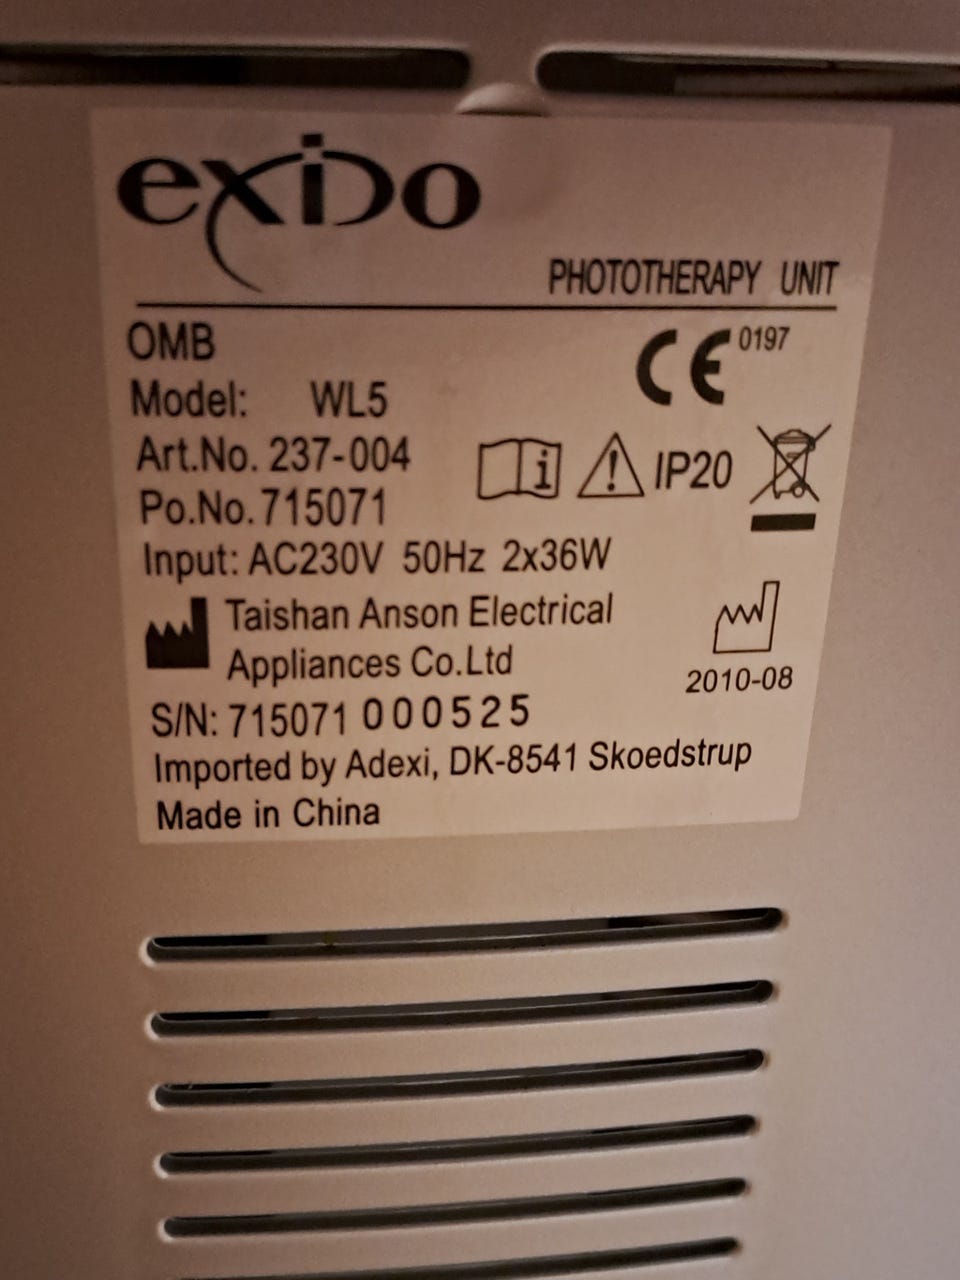 exido
PHOTOTHERAPY UNIT
OMB
CE 0197
Model: WL5
Art.No. 237-004
IP20
Po.No. 715071
Input: AC230V 50Hz 2x36W
Taishan Anson Electrical
Appliances Co.Ltd
2010-08
S/N: 715071 000525
Imported by Adexi, DK-8541 Skoedstrup
Made in China